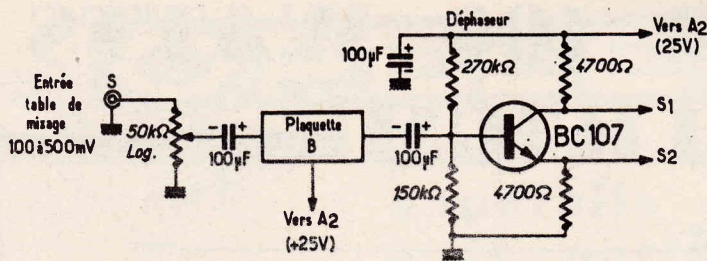 Déphaseur
Vers A2
(25V)
100µF
+
-
270kΩ
4700Ω
Entrée
table de
mixage
100 à 500mV
S
50kΩ
Log.
- +
100µF
Plaquette
B
- +
100µF
BC107
S1
S2
150kΩ
4700Ω
Vers A2
(+25V)